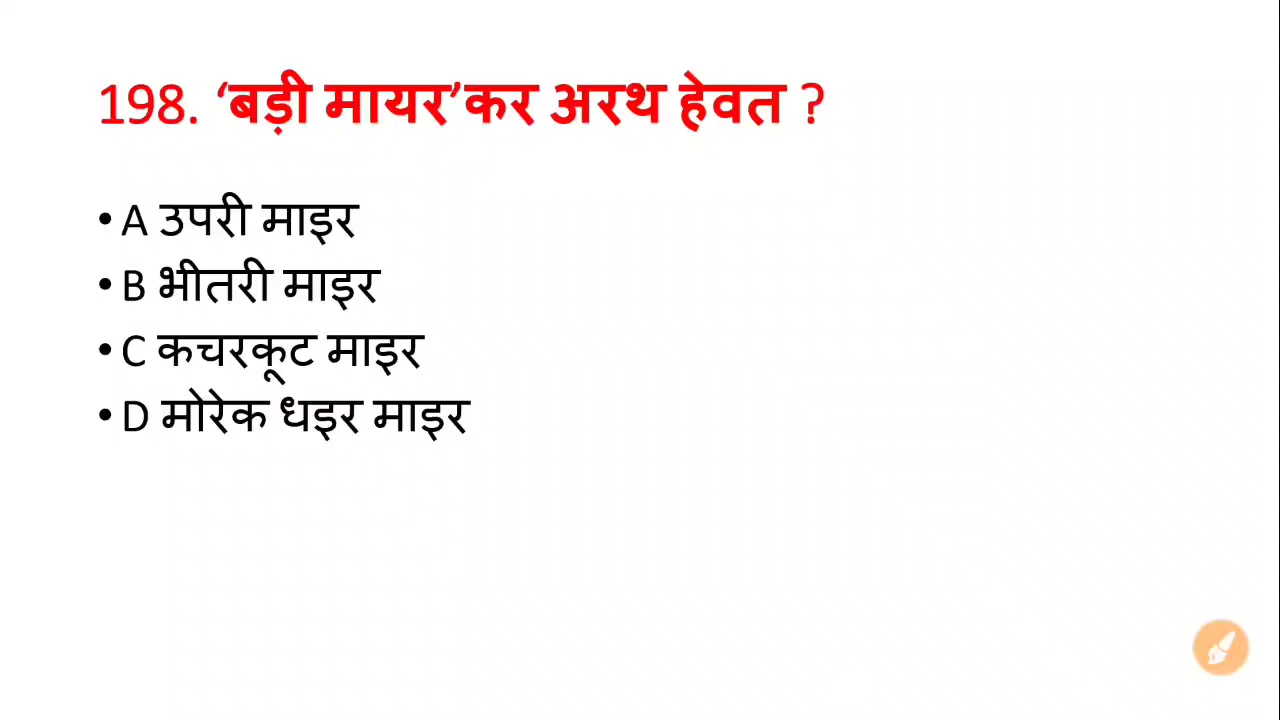 198. ‘बड़ी मायर’कर अरथ हेवत ?
• A उपरी माइर
• B भीतरी माइर
• C कचरकूट माइर
• D मोरेक धइर माइर